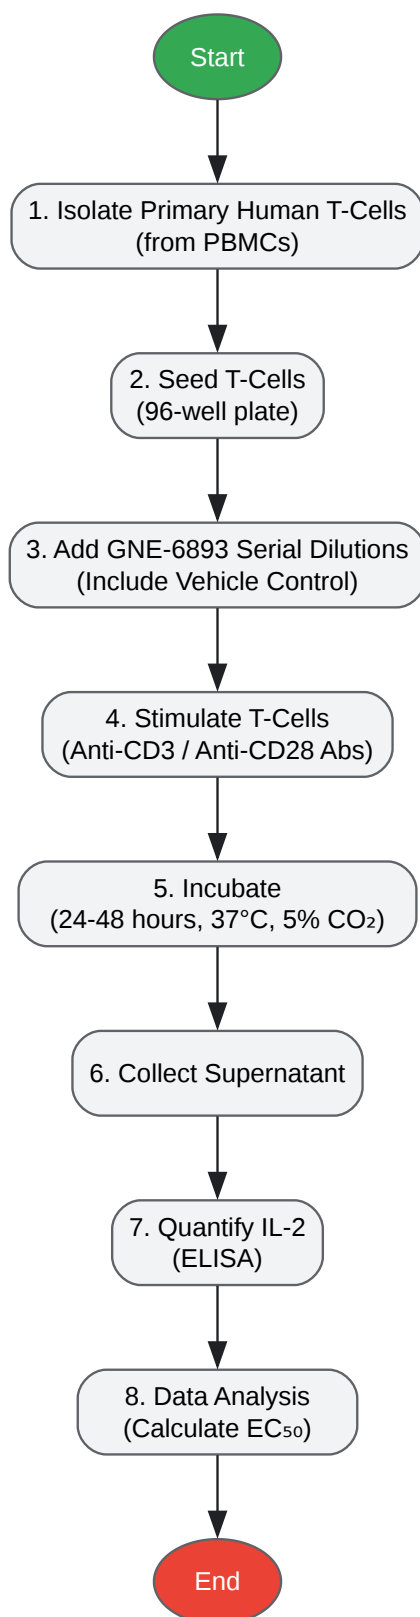 Start
1. Isolate Primary Human T-Cells
(from PBMCs)
2. Seed T-Cells
(96-well plate)
3. Add GNE-6893 Serial Dilutions
(Include Vehicle Control)
4. Stimulate T-Cells
(Anti-CD3 / Anti-CD28 Abs)
5. Incubate
(24-48 hours, 37°C, 5% CO₂)
6. Collect Supernatant
7. Quantify IL-2
(ELISA)
8. Data Analysis
(Calculate EC₅₀)
End